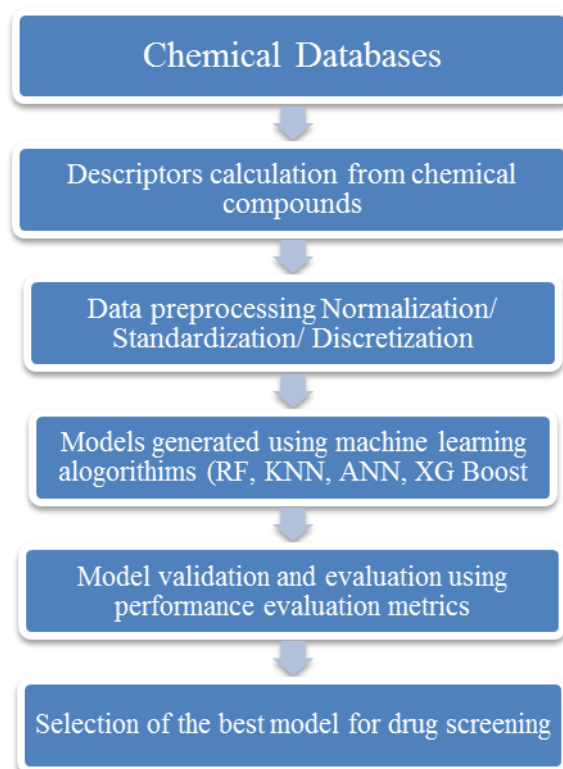 Chemical Databases
Descriptors calculation from chemical
compounds
Data preprocessing Normalization/
Standardization/ Discretization
Models generated using machine learning
alogorithims (RF, KNN, ANN, XG Boost
Model validation and evaluation using
performance evaluation metrics
Selection of the best model for drug screening